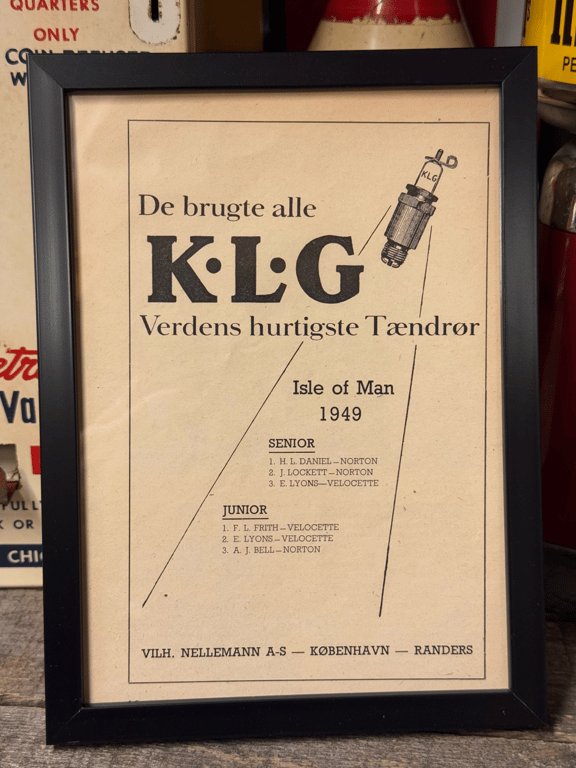 QUARTERS
ONLY
De brugte alle
KLG
K·L·G
Verdens hurtigste Tændrør
Isle of Man
1949
SENIOR
1. H. L. DANIEL—NORTON
2. J. LOCKETT—NORTON
3. E. LYONS—VELOCETTE
JUNIOR
1. F. L. FRITH—VELOCETTE
2. E. LYONS—VELOCETTE
3. A. J. BELL—NORTON
VILH. NELLEMANN A-S — KØBENHAVN — RANDERS